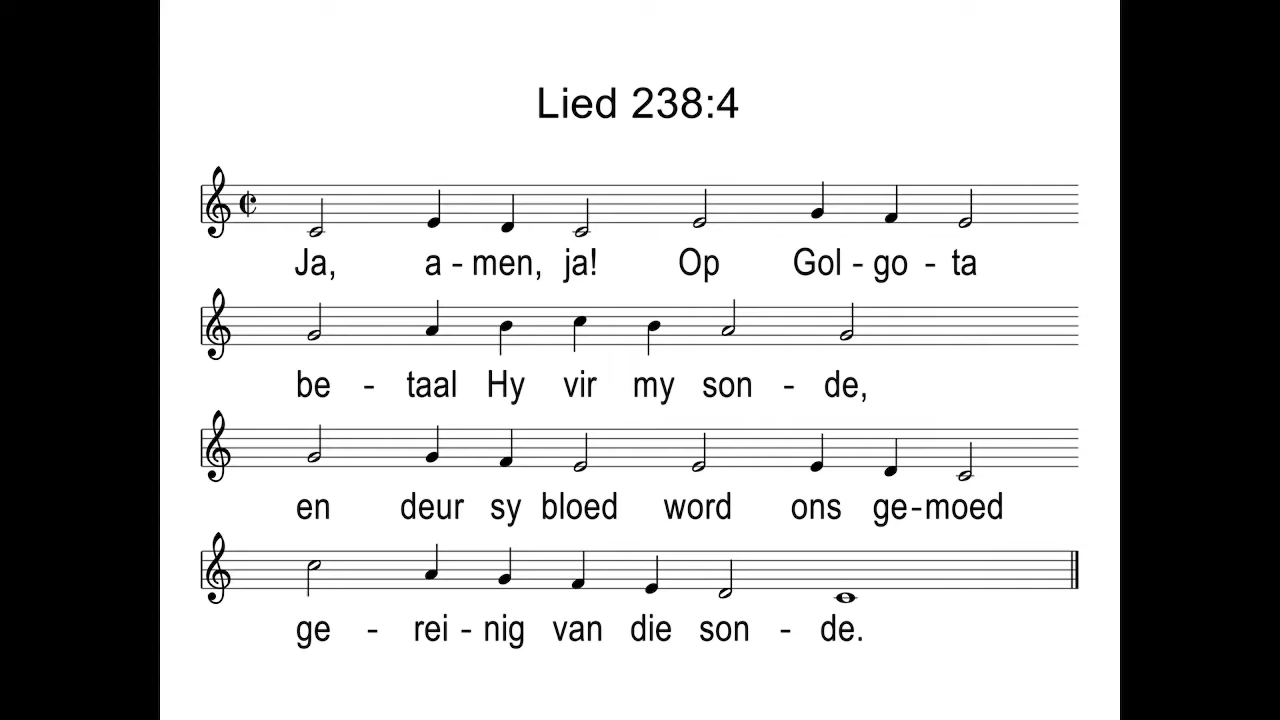 Lied 238:4
Ja, a - men, ja! Op Gol - go - ta
be - taal Hy vir my son - de,
en deur sy bloed word ons ge - moed
ge - rei - nig van die son - de.